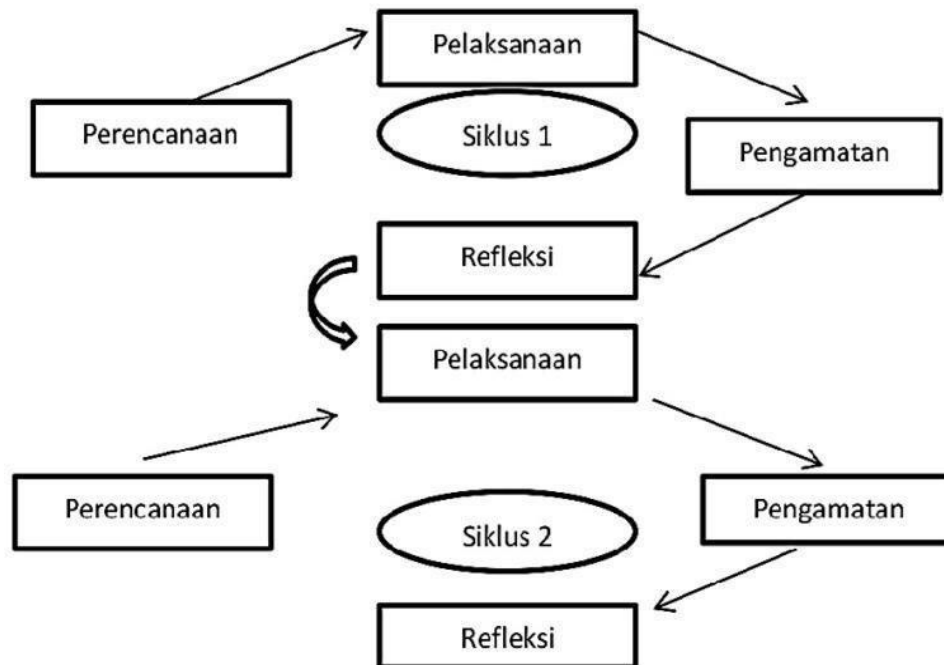 Pelaksanaan
Perencanaan
Siklus 1
Pengamatan
Refleksi
Pelaksanaan
Perencanaan
Siklus 2
Pengamatan
Refleksi